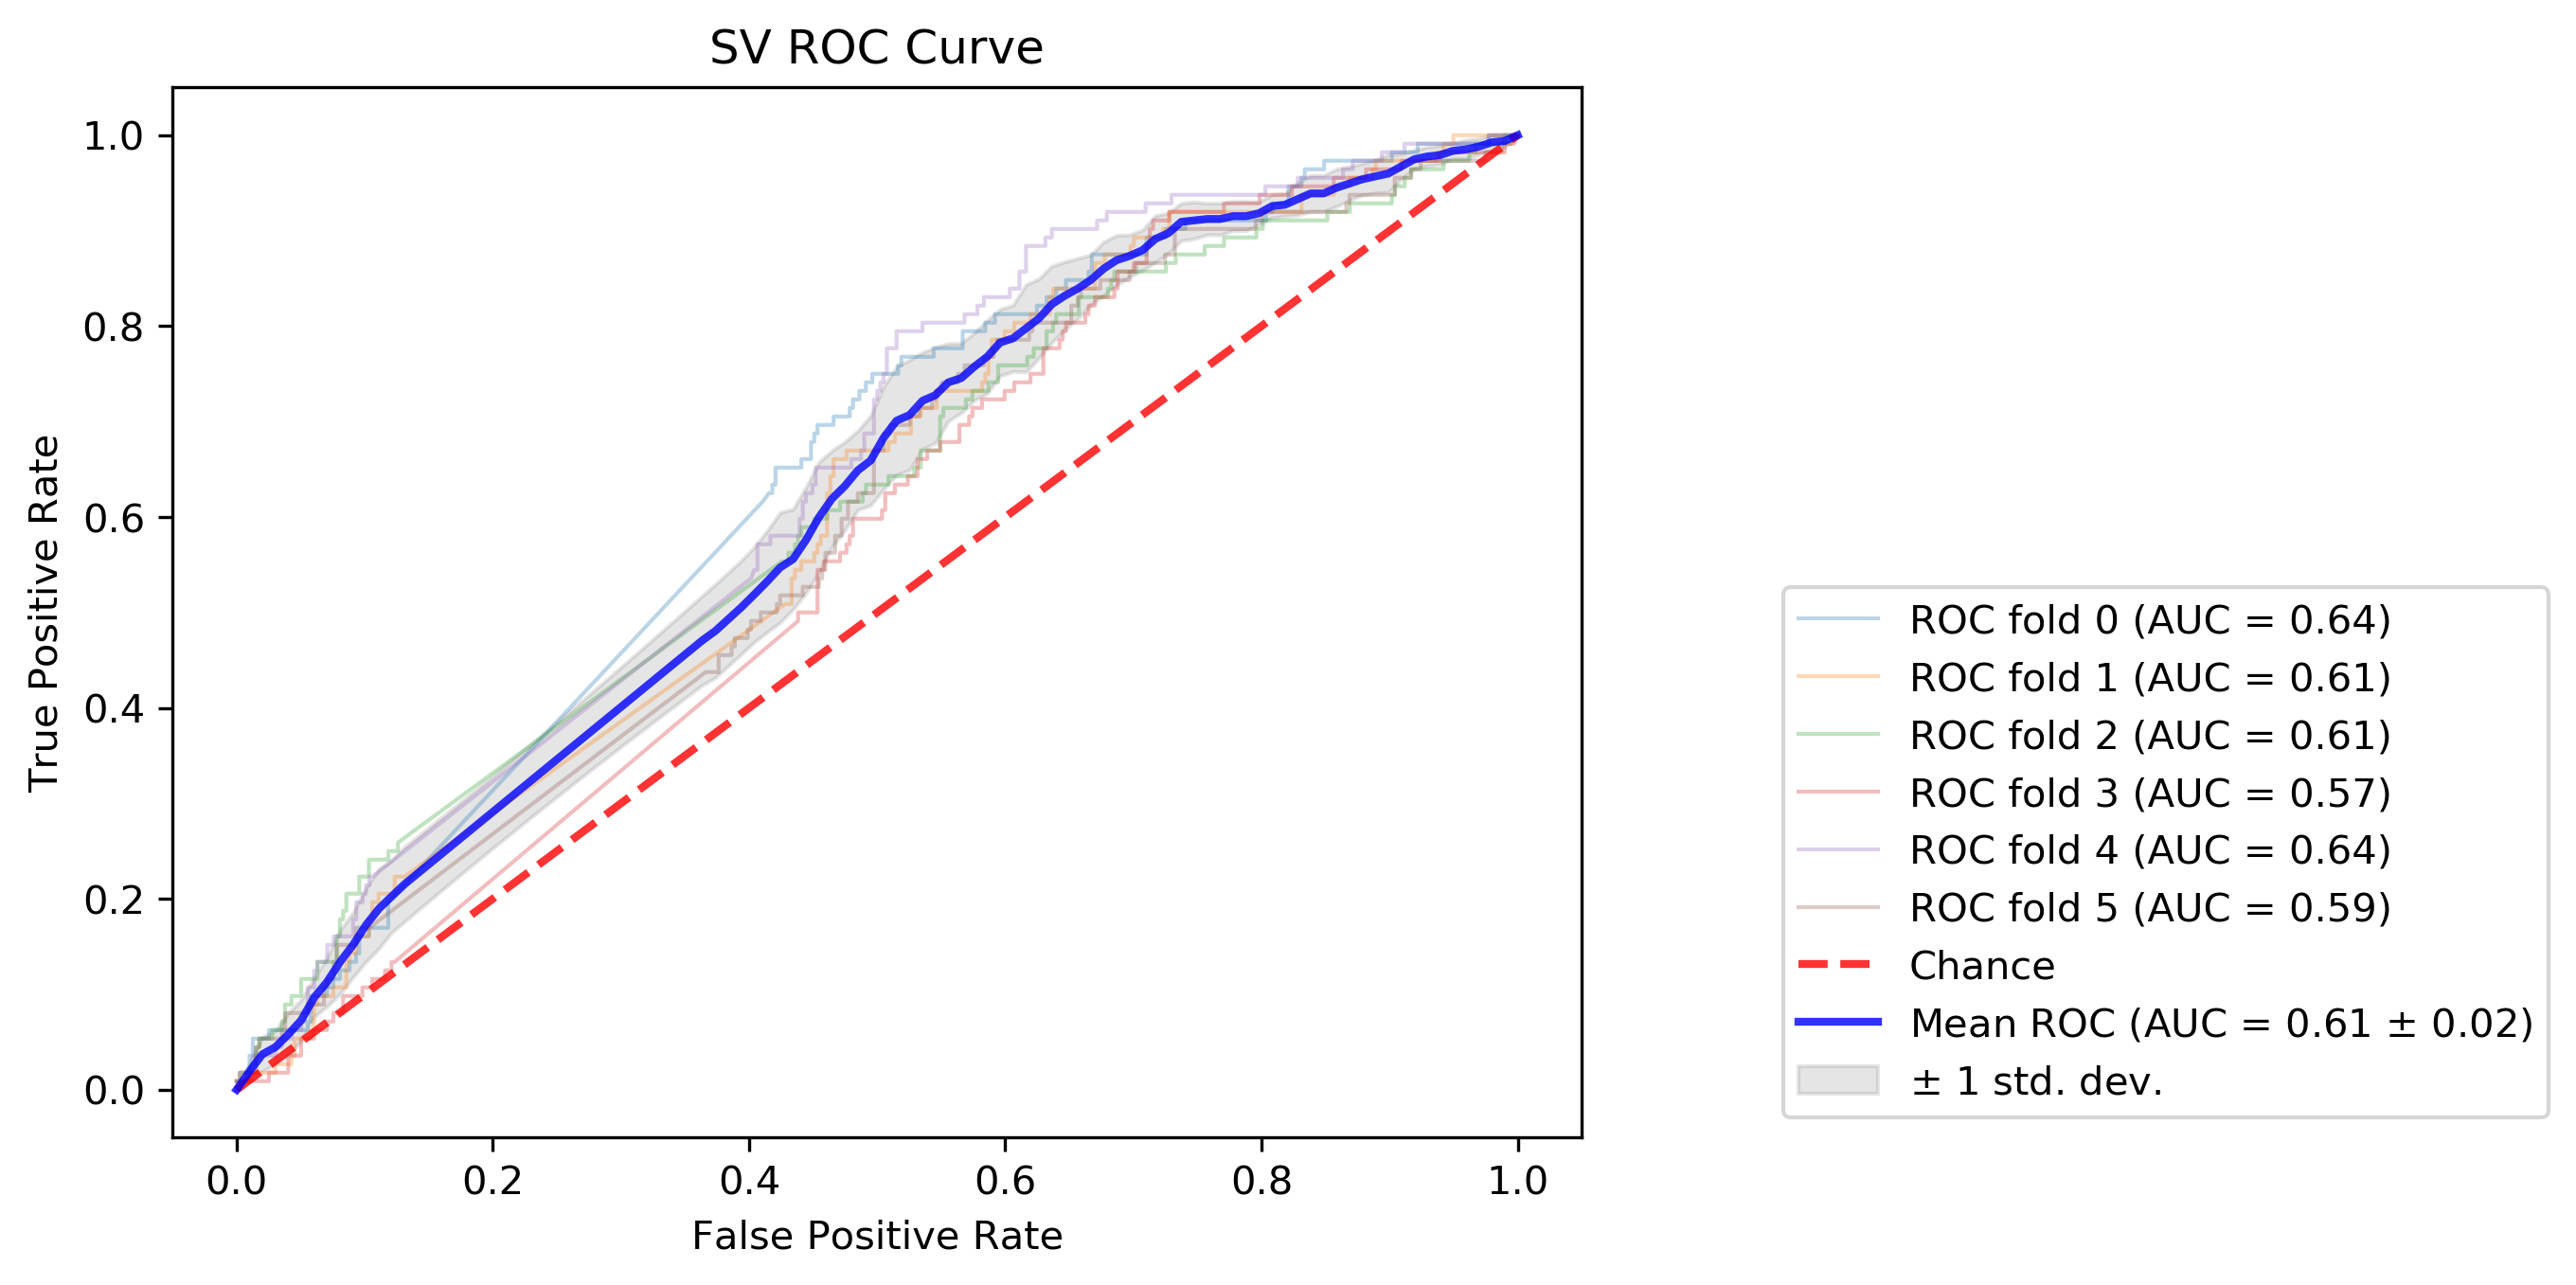 SV ROC Curve
1.0
0.8
0.6
0.4
0.2
0.0
True Positive Rate
0.0 0.2 0.4 0.6 0.8 1.0
False Positive Rate
ROC fold 0 (AUC = 0.64)
ROC fold 1 (AUC = 0.61)
ROC fold 2 (AUC = 0.61)
ROC fold 3 (AUC = 0.57)
ROC fold 4 (AUC = 0.64)
ROC fold 5 (AUC = 0.59)
Chance
Mean ROC (AUC = 0.61 ± 0.02)
± 1 std. dev.